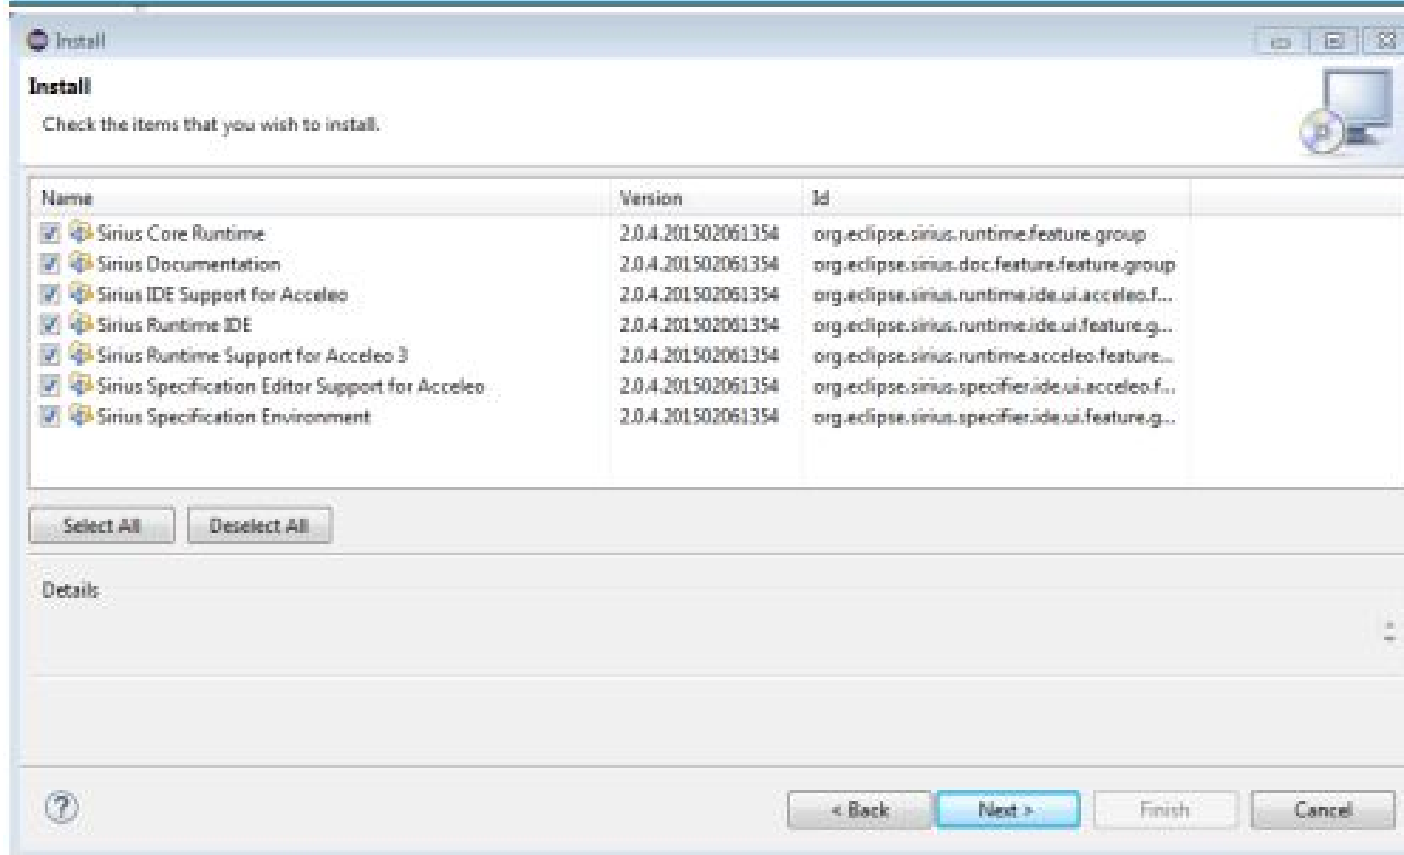 Install
Install
Check the items that you wish to install.
Name Version Id
Sirius Core Runtime 2.0.4.201502061354 org.eclipse.sirius.runtime.feature.group
Sirius Documentation 2.0.4.201502061354 org.eclipse.sirius.doc.feature.feature.group
Sirius IDE Support for Acceleo 2.0.4.201502061354 org.eclipse.sirius.runtime.ide.ui.acceleo.f...
Sirius Runtime IDE 2.0.4.201502061354 org.eclipse.sirius.runtime.ide.ui.feature.g...
Sirius Runtime Support for Acceleo 3 2.0.4.201502061354 org.eclipse.sirius.runtime.acceleo.feature...
Sirius Specification Editor Support for Acceleo 2.0.4.201502061354 org.eclipse.sirius.specifier.ide.ui.acceleo.f...
Sirius Specification Environment 2.0.4.201502061354 org.eclipse.sirius.specifier.ide.ui.feature.g...
Select All Deselect All
Details
? < Back Next > Finish Cancel